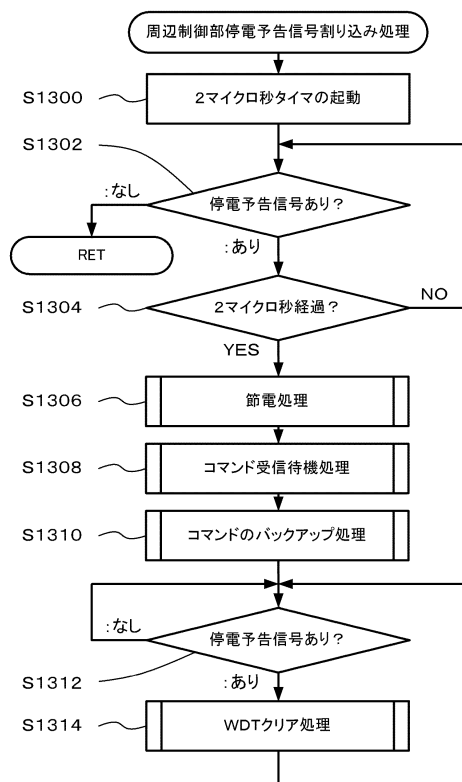 周辺制御部停電予告信号割り込み処理
S1300
2マイクロ秒タイマの起動
S1302
停電予告信号あり？
:なし
RET
:あり
S1304
2マイクロ秒経過？
NO
YES
S1306
節電処理
S1308
コマンド受信待機処理
S1310
コマンドのバックアップ処理
:なし
停電予告信号あり？
S1312
:あり
S1314
WDTクリア処理